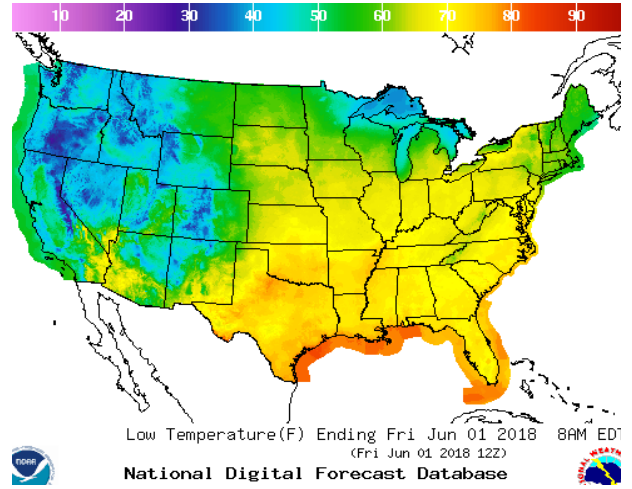 10 20 30 40 50 60 70 80 90
Low Temperature(F) Ending Fri Jun 01 2018 8AM EDT
(Fri Jun 01 2018 12Z)
National Digital Forecast Database
noaa